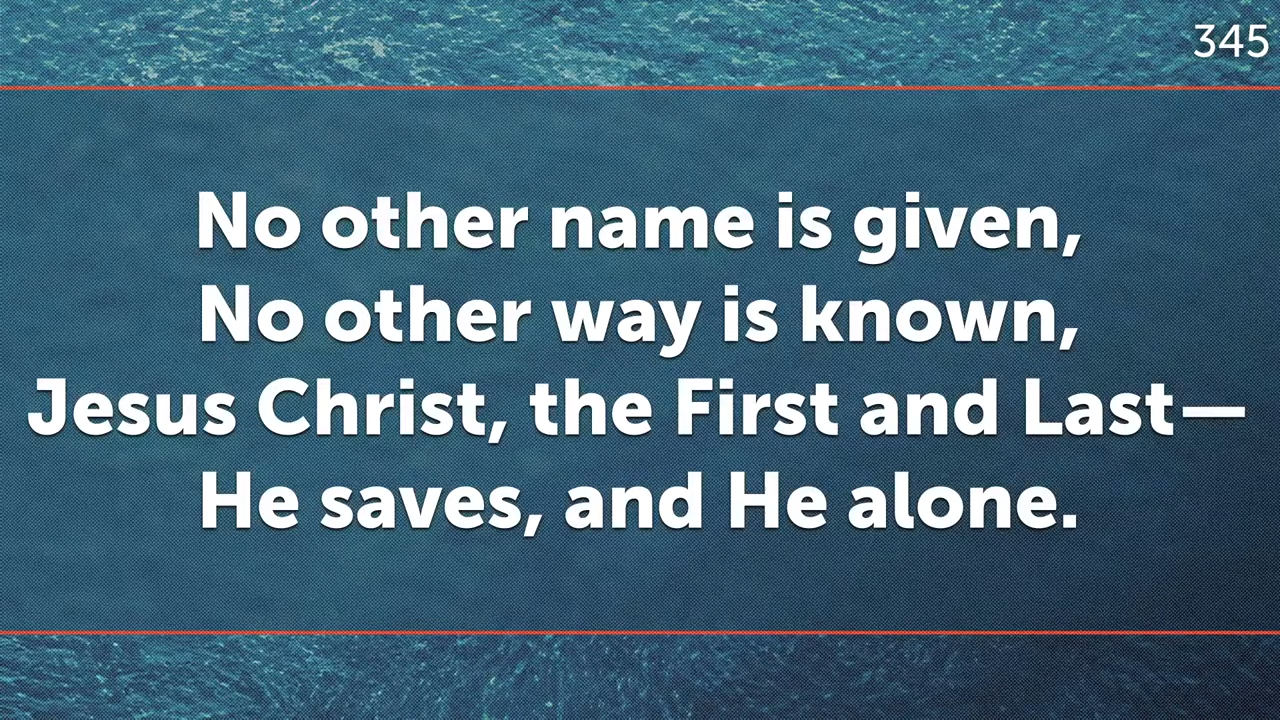 345
No other name is given,
No other way is known,
Jesus Christ, the First and Last—
He saves, and He alone.